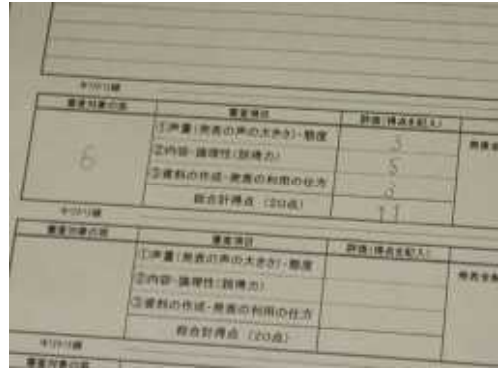 キリトリ線
審査対象の班 審査項目 評価(得点を記入)
6 ①声量(発表の声の大きさ)・態度 3
②内容・論理性(説得力) 5
③資料の作成・発表の利用の仕方 3
総合計得点 (20点) 11
キリトリ線
審査対象の班 審査項目 評価(得点を記入)
①声量(発表の声の大きさ)・態度
②内容・論理性(説得力)
③資料の作成・発表の利用の仕方
総合計得点 (20点)
キリトリ線
審査対象の班